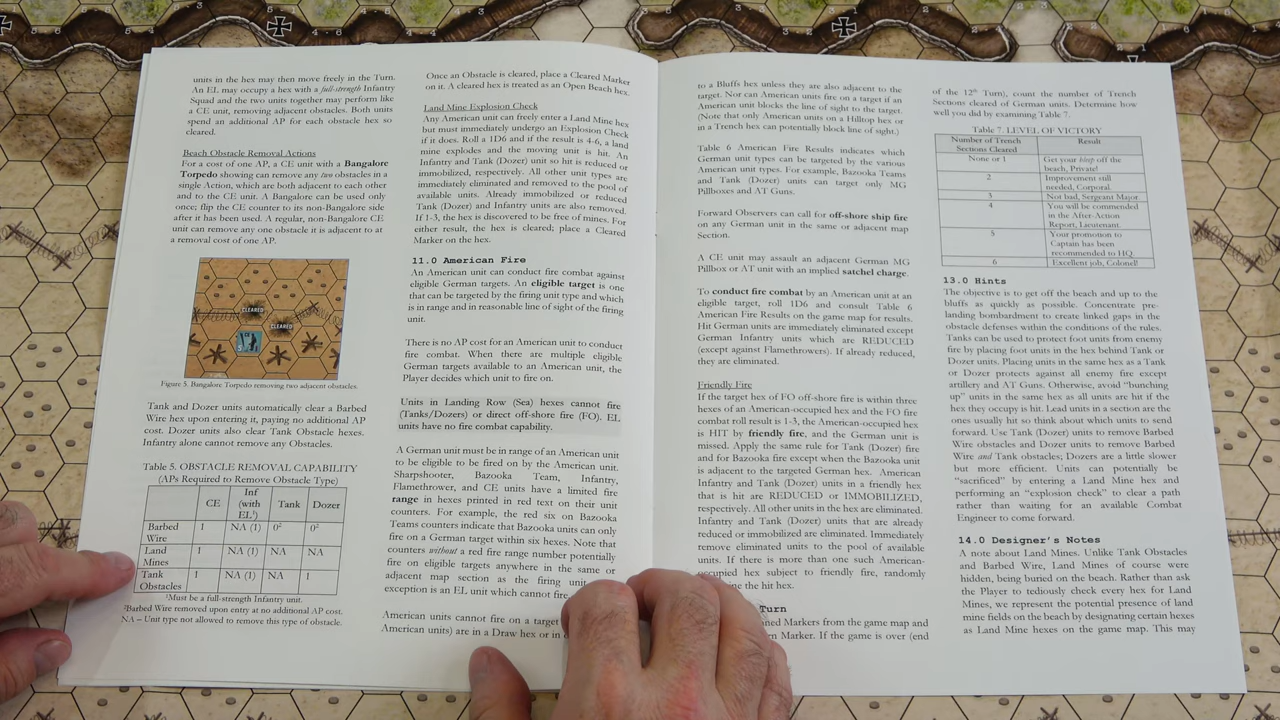 units in the hex may then move freely in the Turn.
An EL may occupy a hex with a full-strength Infantry
Squad and the two units together may perform like
a CE unit, removing adjacent obstacles. Both units
spend an additional AP for each obstacle hex so
cleared.
Beach Obstacle Removal Actions
For a cost of one AP, a CE unit with a Bangalore
Torpedo showing can remove any two obstacles in a
single Action, which are both adjacent to each other
and to the CE unit. A Bangalore can be used only
once; flip the CE counter to its non-Bangalore side
after it has been used. A regular, non-Bangalore CE
unit can remove any one obstacle it is adjacent to at
a removal cost of one AP.
CLEARED
CLEARED
Figure 5. Bangalore Torpedo removing two adjacent obstacles.
Tank and Dozer units automatically clear a Barbed
Wire hex upon entering it, paying no additional AP
cost. Dozer units also clear Tank Obstacle hexes.
Infantry alone cannot remove any Obstacles.
Table 5. OBSTACLE REMOVAL CAPABILITY
(APs Required to Remove Obstacle Type)
CE Inf (with EL¹) Tank Dozer
Barbed Wire 1 NA (1) 0² 0²
Land Mines 1 NA (1) NA NA
Tank Obstacles 1 NA (1) NA 1
¹Must be a full-strength Infantry unit.
²Barbed Wire removed upon entry at no additional AP cost.
NA – Unit type not allowed to remove this type of obstacle.
Once an Obstacle is cleared, place a Cleared Marker
on it. A cleared hex is treated as an Open Beach hex.
Land Mine Explosion Check
Any American unit can freely enter a Land Mine hex
but must immediately undergo an Explosion Check
if it does. Roll a 1D6 and if the result is 4-6, a land
mine explodes and the moving unit is hit. An
Infantry and Tank (Dozer) unit so hit is reduced or
immobilized, respectively. All other unit types are
immediately eliminated and removed to the pool of
available units. Already immobilized or reduced
Tank (Dozer) and Infantry units are also removed.
If 1-3, the hex is discovered to be free of mines. For
either result, the hex is cleared; place a Cleared
Marker on the hex.
11.0 American Fire
An American unit can conduct fire combat against
eligible German targets. An eligible target is one
that can be targeted by the firing unit type and which
is in range and in reasonable line of sight of the firing
unit.
There is no AP cost for an American unit to conduct
fire combat. When there are multiple eligible
German targets available to an American unit, the
Player decides which unit to fire on.
Units in Landing Row (Sea) hexes cannot fire
(Tanks/Dozers) or direct off-shore fire (FO). EL
units have no fire combat capability.
A German unit must be in range of an American unit
to be eligible to be fired on by the American unit.
Sharpshooter, Bazooka Team, Infantry,
Flamethrower, and CE units have a limited fire
range in hexes printed in red text on their unit
counters. For example, the red six on Bazooka
Teams counters indicate that Bazooka units can only
fire on a German target within six hexes. Note that
counters without a red fire range number potentially
fire on eligible targets anywhere in the same or
adjacent map section as the firing unit
exception is an EL unit which cannot fire.
American units cannot fire on a target
American units) are in a Draw hex or in
to a Bluffs hex unless they are also adjacent to the
target. Nor can American units fire on a target if an
American unit blocks the line of sight to the target.
(Note that only American units on a Hilltop hex or
in a Trench hex can potentially block line of sight.)
Table 6 American Fire Results indicates which
German unit types can be targeted by the various
American unit types. For example, Bazooka Teams
and Tank (Dozer) units can target only MG
Pillboxes and AT Guns.
Forward Observers can call for off-shore ship fire
on any German unit in the same or adjacent map
Section.
A CE unit may assault an adjacent German MG
Pillbox or AT unit with an implied satchel charge.
To conduct fire combat by an American unit at an
eligible target, roll 1D6 and consult Table 6
American Fire Results on the game map for results.
Hit German units are immediately eliminated except
German Infantry units which are REDUCED
(except against Flamethrowers). If already reduced,
they are eliminated.
Friendly Fire
If the target hex of FO off-shore fire is within three
hexes of an American-occupied hex and the FO fire
combat roll result is 1-3, the American-occupied hex
is HIT by friendly fire, and the German unit is
missed. Apply the same rule for Tank (Dozer) fire
and for Bazooka fire except when the Bazooka unit
is adjacent to the targeted German hex. American
Infantry and Tank (Dozer) units in a friendly hex
that is hit are REDUCED or IMMOBILIZED,
respectively. All other units in the hex are eliminated.
Infantry and Tank (Dozer) units that are already
reduced or immobilized are eliminated. Immediately
remove eliminated units to the pool of available
units. If there is more than one such American-
occupied hex subject to friendly fire, randomly
the hit hex.
Turn
Markers from the game map and
Marker. If the game is over (end
of the 12th Turn), count the number of Trench
Sections cleared of German units. Determine how
well you did by examining Table 7.
Table 7. LEVEL OF VICTORY
Number of Trench Sections Cleared Result
None or 1 Get your hinp off the beach, Private!
2 Improvement still needed, Corporal.
3 Not bad, Sergeant Major.
4 You will be commended in the After-Action Report, Lieutenant.
5 Your promotion to Captain has been recommended to HQ.
6 Excellent job, Colonel!
13.0 Hints
The objective is to get off the beach and up to the
bluffs as quickly as possible. Concentrate pre-
landing bombardment to create linked gaps in the
obstacle defenses within the conditions of the rules.
Tanks can be used to protect foot units from enemy
fire by placing foot units in the hex behind Tank or
Dozer units. Placing units in the same hex as a Tank
or Dozer protects against all enemy fire except
artillery and AT Guns. Otherwise, avoid “bunching
up” units in the same hex as all units are hit if the
hex they occupy is hit. Lead units in a section are the
ones usually hit so think about which units to send
forward. Use Tank (Dozer) units to remove Barbed
Wire obstacles and Dozer units to remove Barbed
Wire and Tank obstacles; Dozers are a little slower
but more efficient. Units can potentially be
“sacrificed” by entering a Land Mine hex and
performing an “explosion check” to clear a path
rather than waiting for an available Combat
Engineer to come forward.
14.0 Designer’s Notes
A note about Land Mines. Unlike Tank Obstacles
and Barbed Wire, Land Mines of course were
hidden, being buried on the beach. Rather than ask
the Player to tediously check every hex for Land
Mines, we represent the potential presence of land
mine fields on the beach by designating certain hexes
as Land Mine hexes on the game map. This may